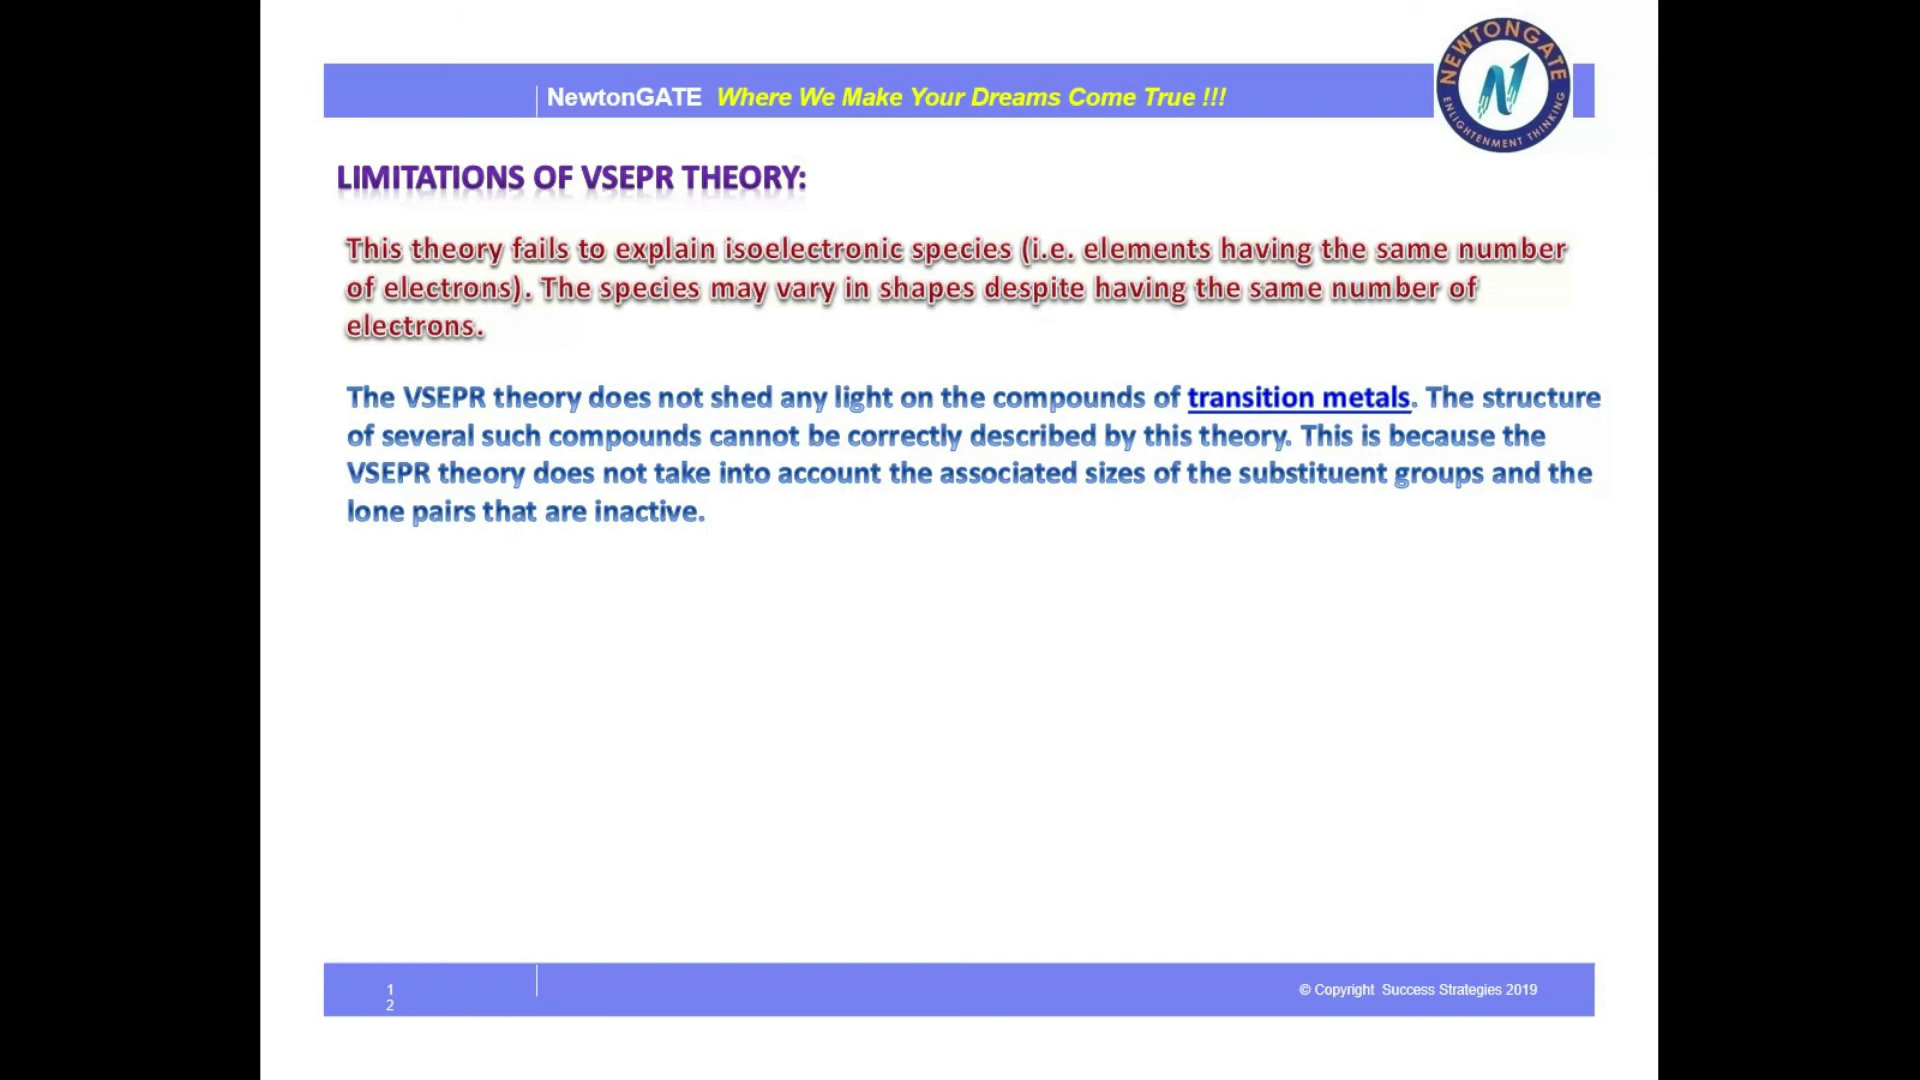 NewtonGATE Where We Make Your Dreams Come True !!!
NEWTONGATE
ENLIGHTENMENT THINKING
N
LIMITATIONS OF VSEPR THEORY:
This theory fails to explain isoelectronic species (i.e. elements having the same number
of electrons). The species may vary in shapes despite having the same number of
electrons.
The VSEPR theory does not shed any light on the compounds of transition metals. The structure
of several such compounds cannot be correctly described by this theory. This is because the
VSEPR theory does not take into account the associated sizes of the substituent groups and the
lone pairs that are inactive.
1
2
© Copyright Success Strategies 2019